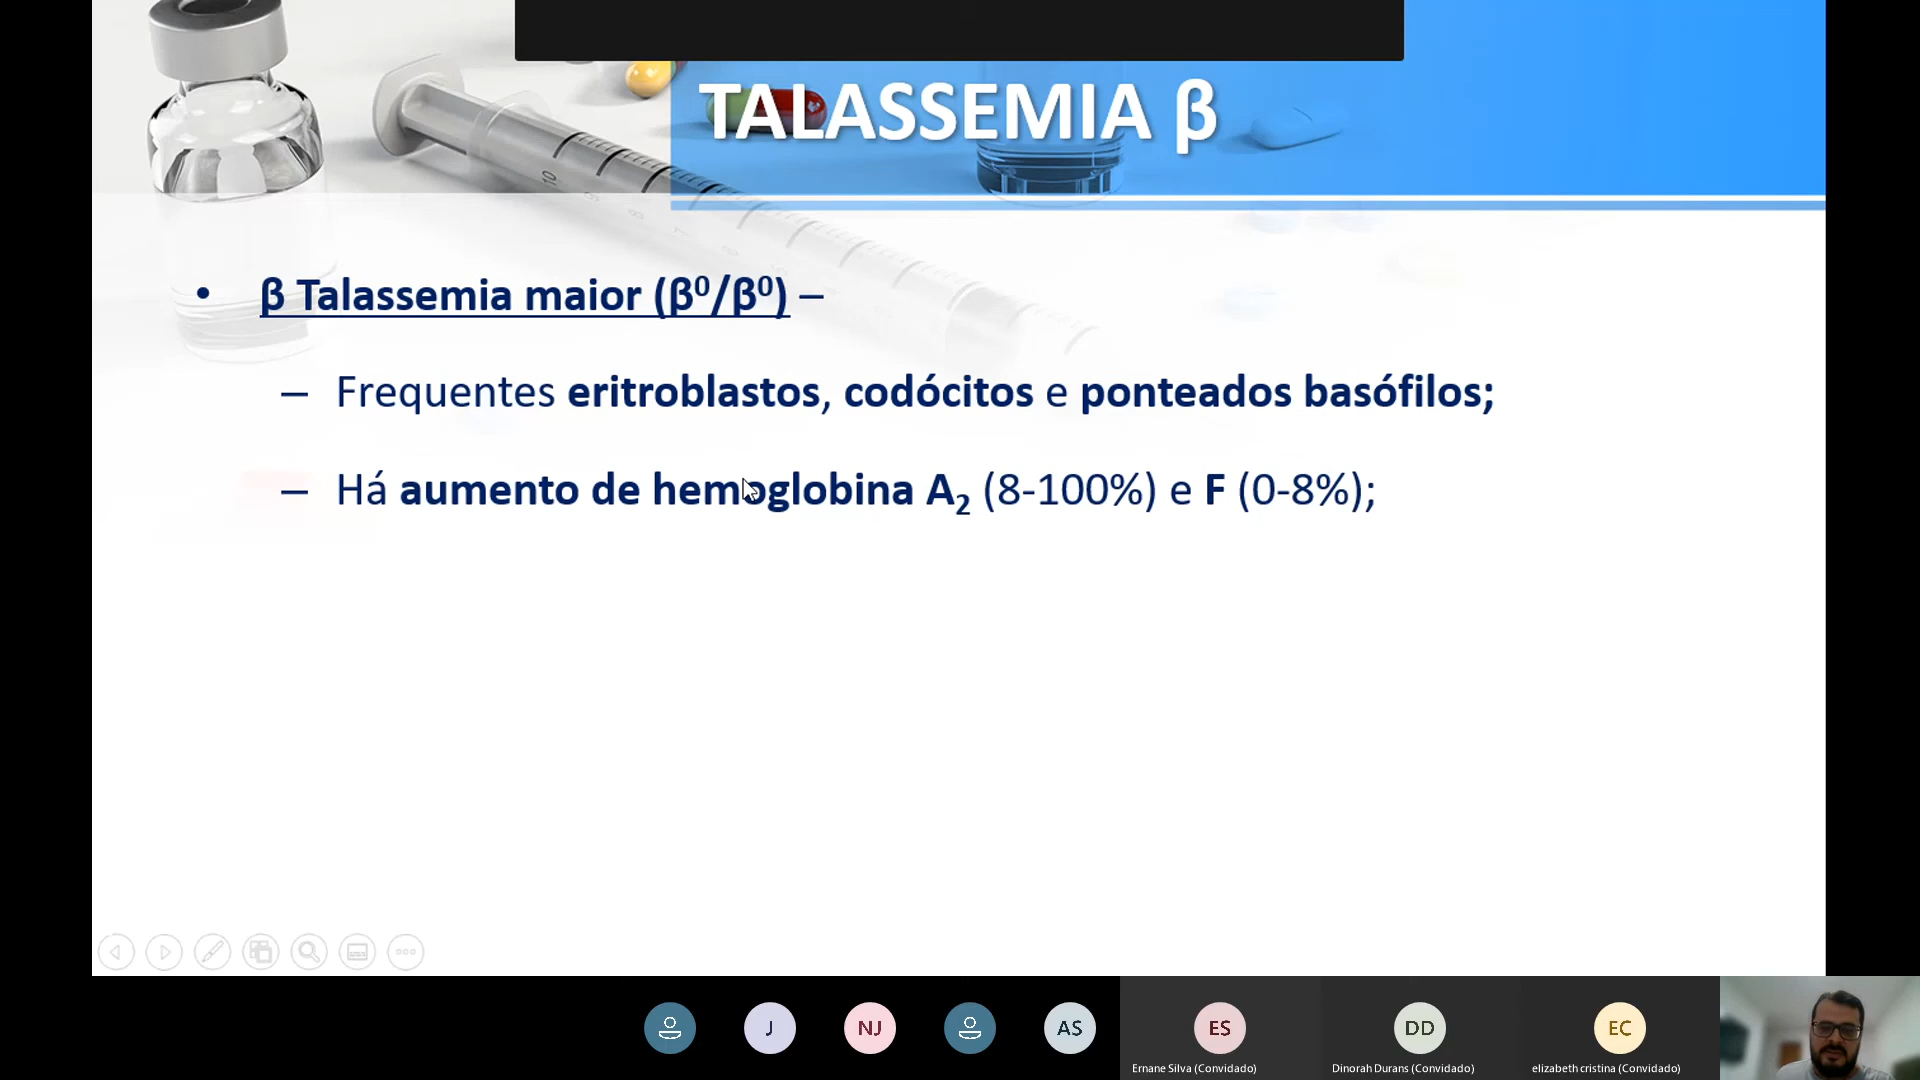 TALASSEMIA β
• β Talassemia maior (β⁰/β⁰) –
– Frequentes eritroblastos, codócitos e ponteados basófilos;
– Há aumento de hemoglobina A₂ (8-100%) e F (0-8%);
10
J
NJ
AS
ES
DD
EC
Ernane Silva (Convidado)
Dinorah Durans (Convidado)
elizabeth cristina (Convidado)